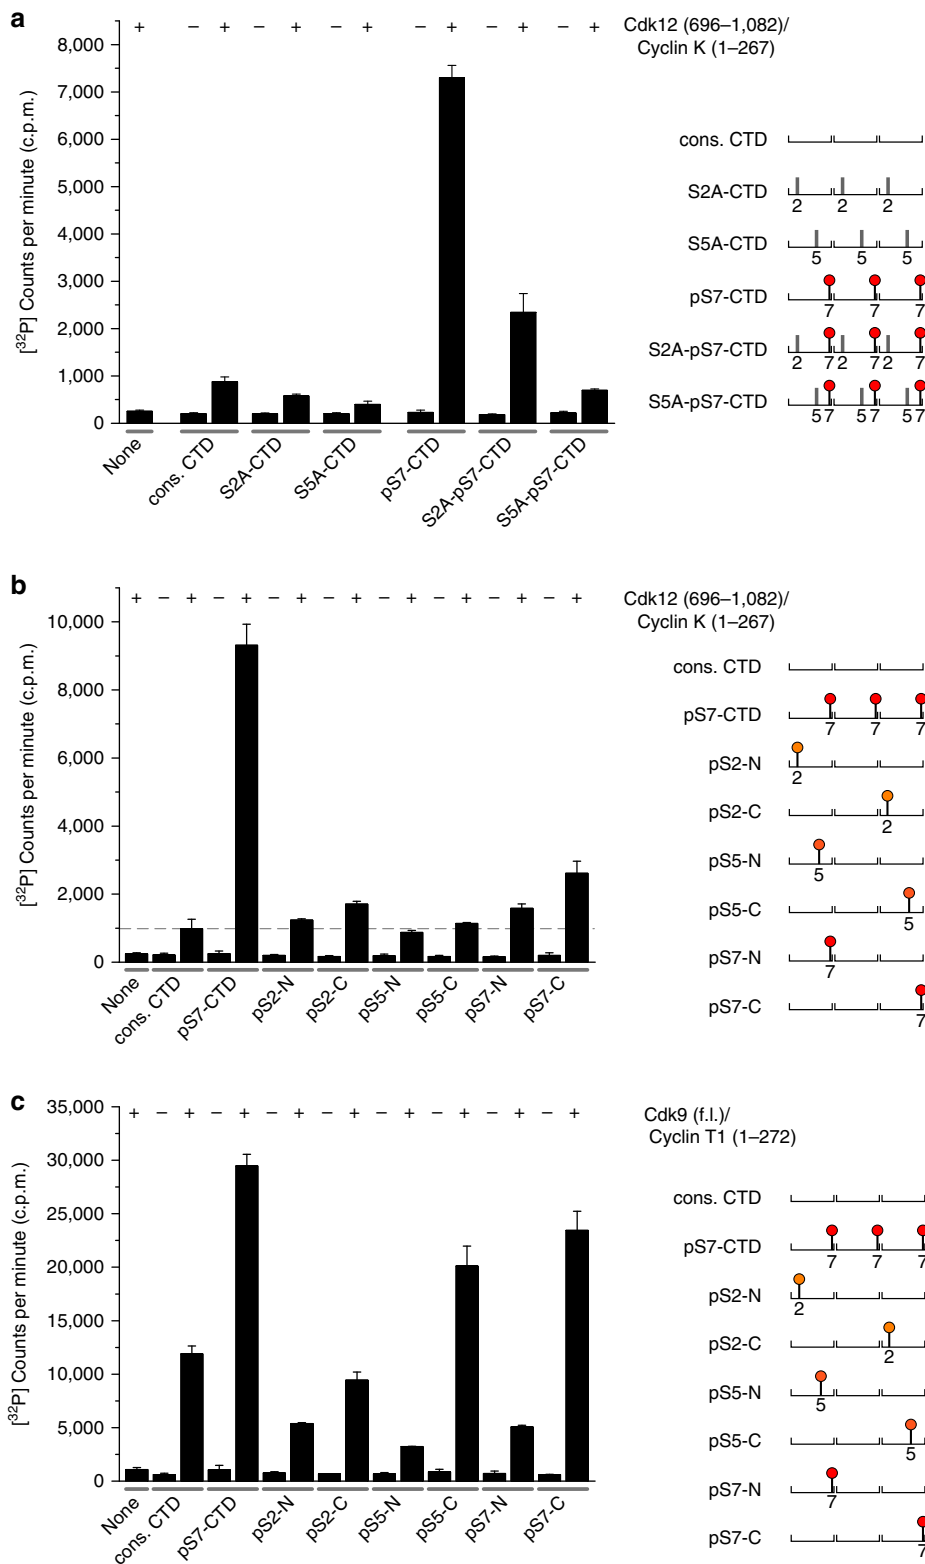 a
+ − + − + − + − + − + − +
Cdk12 (696–1,082)/
Cyclin K (1–267)
[32P] Counts per minute (c.p.m.)
8,000
7,000
6,000
5,000
4,000
3,000
2,000
1,000
0
None
cons. CTD
S2A-CTD
S5A-CTD
pS7-CTD
S2A-pS7-CTD
S5A-pS7-CTD
cons. CTD
S2A-CTD
2 2 2
S5A-CTD
5 5 5
pS7-CTD
7 7 7
S2A-pS7-CTD
2 7 2 7 2 7
S5A-pS7-CTD
5 7 5 7 5 7
b
+ − + − + − + − + − + − + − + − +
Cdk12 (696–1,082)/
Cyclin K (1–267)
[32P] Counts per minute (c.p.m.)
10,000
8,000
6,000
4,000
2,000
0
None
cons. CTD
pS7-CTD
pS2-N
pS2-C
pS5-N
pS5-C
pS7-N
pS7-C
cons. CTD
pS7-CTD
7 7 7
pS2-N
2
pS2-C
2
pS5-N
5
pS5-C
5
pS7-N
7
pS7-C
7
c
+ − + − + − + − + − + − + − + − +
Cdk9 (f.l.)/
Cyclin T1 (1–272)
[32P] Counts per minute (c.p.m.)
35,000
30,000
25,000
20,000
15,000
10,000
5,000
0
None
cons. CTD
pS7-CTD
pS2-N
pS2-C
pS5-N
pS5-C
pS7-N
pS7-C
cons. CTD
pS7-CTD
7 7 7
pS2-N
2
pS2-C
2
pS5-N
5
pS5-C
5
pS7-N
7
pS7-C
7